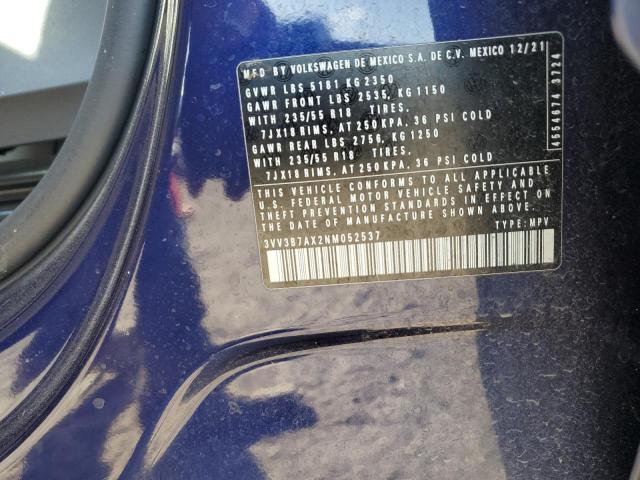 MFD BY VOLKSWAGEN DE MEXICO S.A. DE C.V. MEXICO 12/21
GVWR LBS 5181 KG 2350
GAWR FRONT LBS 2535, KG 1150
WITH 235/55 R18 TIRES,
7JX18 RIMS, AT 250 KPA, 36 PSI COLD
GAWR REAR LBS 2756, KG 1250
WITH 235/55 R18 TIRES,
7JX18 RIMS, AT 250 KPA, 36 PSI COLD
THIS VEHICLE CONFORMS TO ALL APPLICABLE
U.S. FEDERAL MOTOR VEHICLE SAFETY AND
THEFT PREVENTION STANDARDS IN EFFECT ON
THE DATE OF MANUFACTURE SHOWN ABOVE.
3VV3B7AX2NM052537 TYPE: MPV
4554674 3724